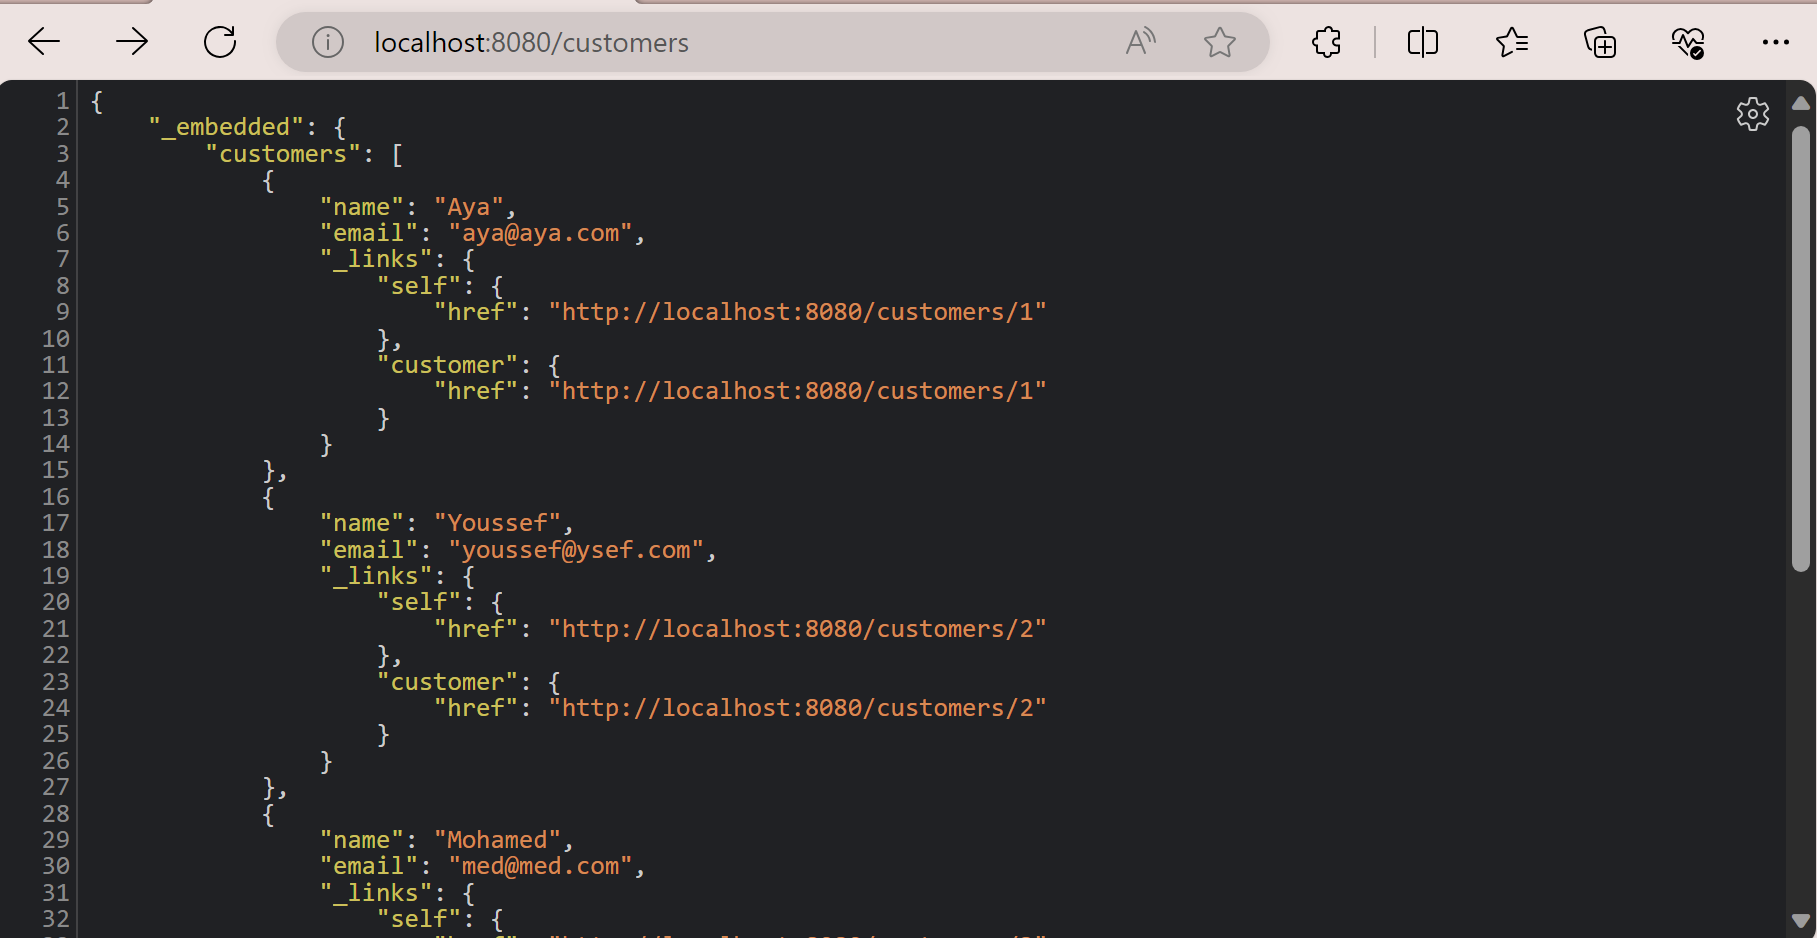 localhost:8080/customers
1 {
2     "_embedded": {
3         "customers": [
4             {
5                 "name": "Aya",
6                 "email": "aya@aya.com",
7                 "_links": {
8                     "self": {
9                         "href": "http://localhost:8080/customers/1"
10                     },
11                     "customer": {
12                         "href": "http://localhost:8080/customers/1"
13                     }
14                 }
15             },
16             {
17                 "name": "Youssef",
18                 "email": "youssef@ysef.com",
19                 "_links": {
20                     "self": {
21                         "href": "http://localhost:8080/customers/2"
22                     },
23                     "customer": {
24                         "href": "http://localhost:8080/customers/2"
25                     }
26                 }
27             },
28             {
29                 "name": "Mohamed",
30                 "email": "med@med.com",
31                 "_links": {
32                     "self": {